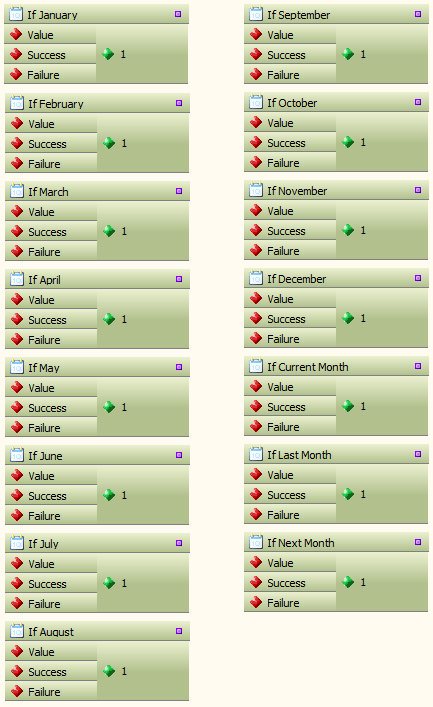 If January
Value
Success 1
Failure
If February
Value
Success 1
Failure
If March
Value
Success 1
Failure
If April
Value
Success 1
Failure
If May
Value
Success 1
Failure
If June
Value
Success 1
Failure
If July
Value
Success 1
Failure
If August
Value
Success 1
Failure
If September
Value
Success 1
Failure
If October
Value
Success 1
Failure
If November
Value
Success 1
Failure
If December
Value
Success 1
Failure
If Current Month
Value
Success 1
Failure
If Last Month
Value
Success 1
Failure
If Next Month
Value
Success 1
Failure